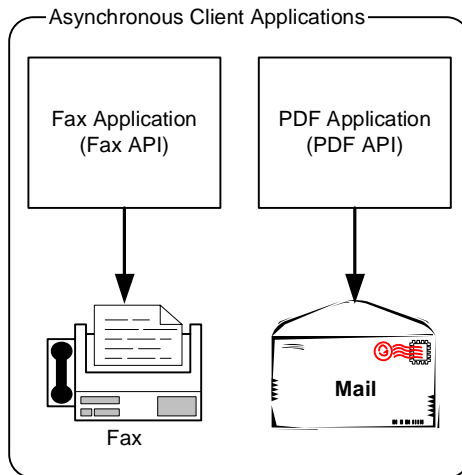 Asynchronous Client Applications
Fax Application
(Fax API)
PDF Application
(PDF API)
Mail
Fax